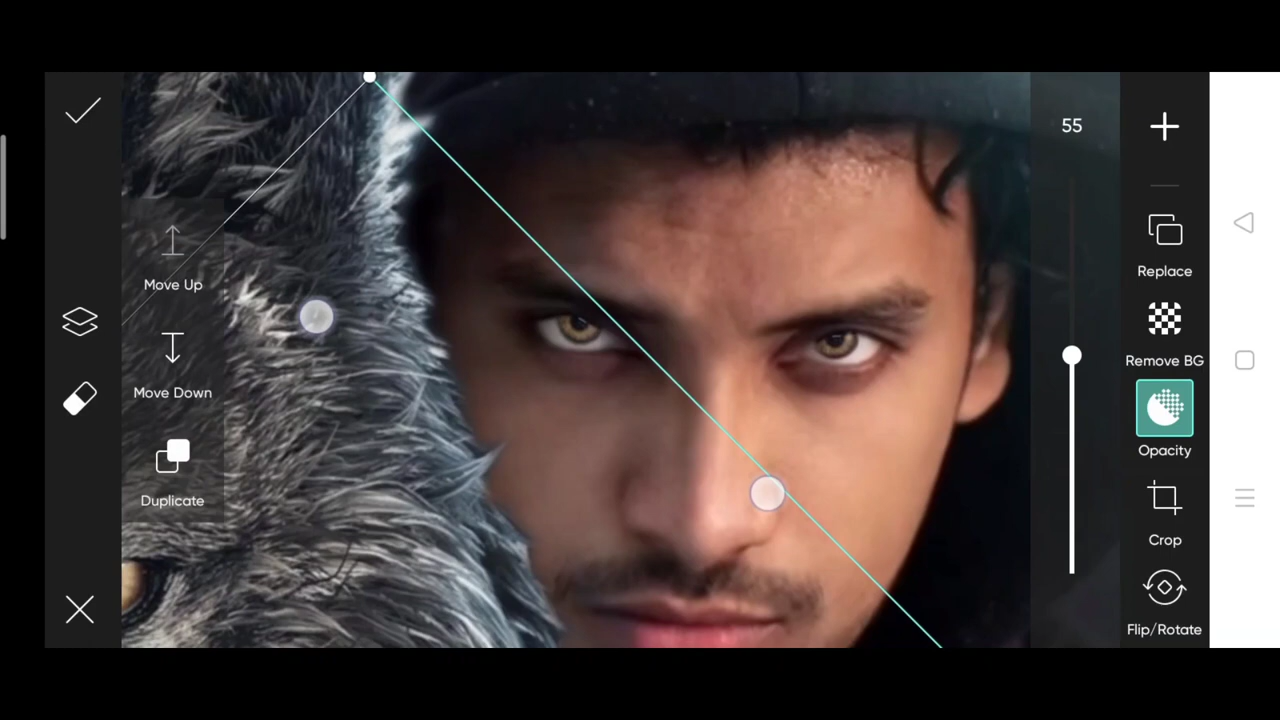 Move Up
Move Down
Duplicate
55
Replace
Remove BG
Opacity
Crop
Flip/Rotate